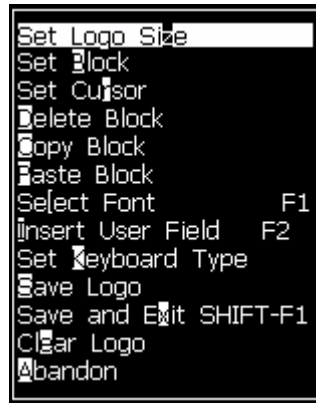 Set Logo Size
Set Block
Set Cursor
Delete Block
Copy Block
Paste Block
Select Font F1
Insert User Field F2
Set Keyboard Type
Save Logo
Save and Exit SHIFT-F1
Clear Logo
Abandon